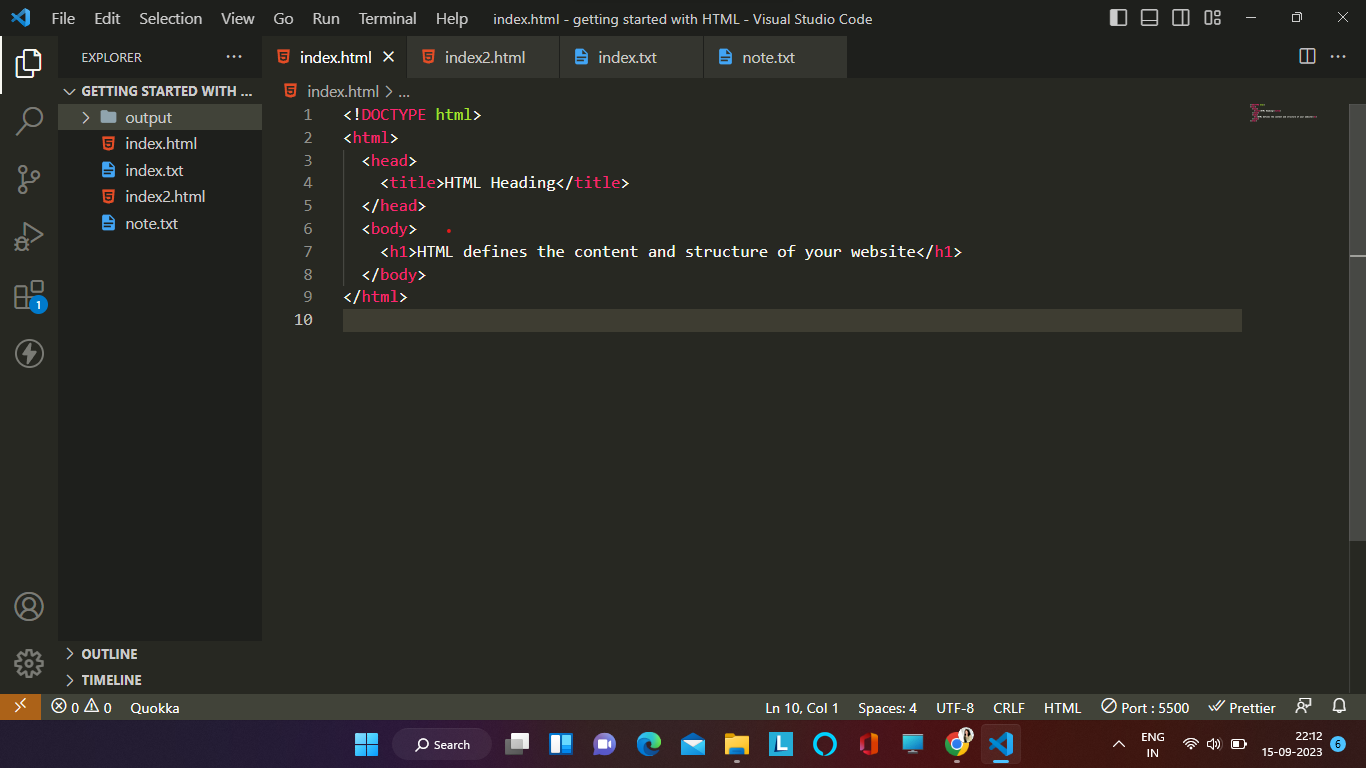 File Edit Selection View Go Run Terminal Help index.html - getting started with HTML - Visual Studio Code
EXPLORER
GETTING STARTED WITH ...
output
index.html
index.txt
index2.html
note.txt
OUTLINE
TIMELINE
index.html index2.html index.txt note.txt
index.html > ...
1 <!DOCTYPE html>
2 <html>
3 <head>
4 <title>HTML Heading</title>
5 </head>
6 <body>
7 <h1>HTML defines the content and structure of your website</h1>
8 </body>
9 </html>
10
1
0 0 Quokka Ln 10, Col 1 Spaces: 4 UTF-8 CRLF HTML Port : 5500 Prettier
Search L ENG 22:12
IN 15-09-2023 6